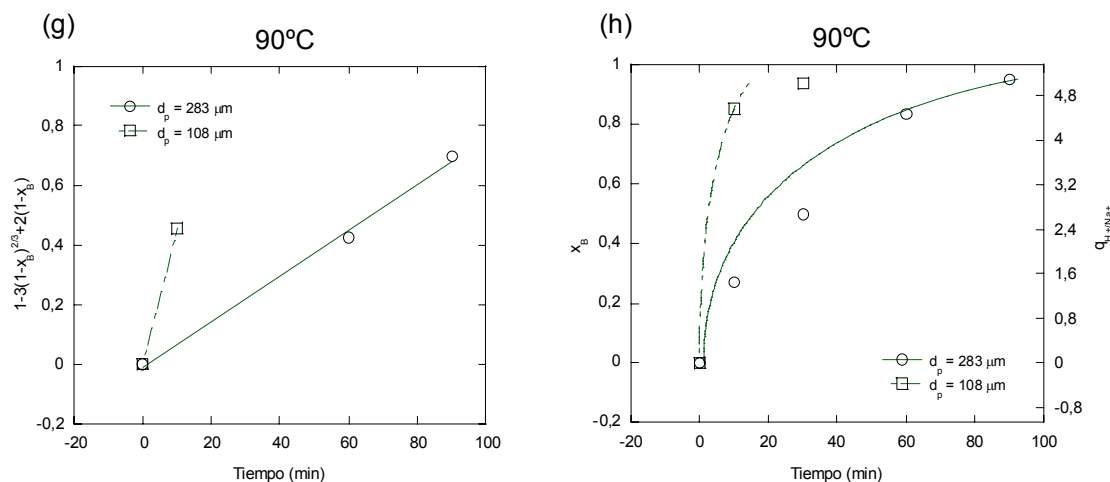 (g)
90ºC
1-3(1-x_B)^2/3+2(1-x_B)
1
0,8
0,6
0,4
0,2
0
-0,2
d_p = 283 µm
d_p = 108 µm
-20 0 20 40 60 80 100
Tiempo (min)
(h)
90ºC
x_B
1
0,8
0,6
0,4
0,2
0
-0,2
d_p = 283 µm
d_p = 108 µm
4,8
4
3,2
2,4
1,6
0,8
0
-0,8
q_H+/Na+
-20 0 20 40 60 80 100
Tiempo (min)